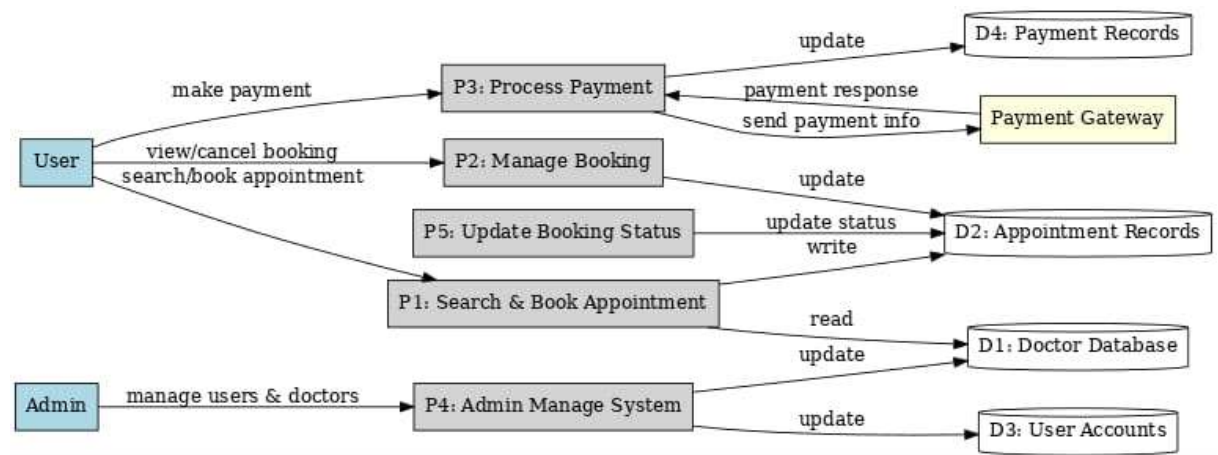 D4: Payment Records
update
make payment
P3: Process Payment
payment response
send payment info
Payment Gateway
User
view/cancel booking
search/book appointment
P2: Manage Booking
update
P5: Update Booking Status
update status
D2: Appointment Records
write
P1: Search & Book Appointment
read
D1: Doctor Database
update
Admin
manage users & doctors
P4: Admin Manage System
update
D3: User Accounts